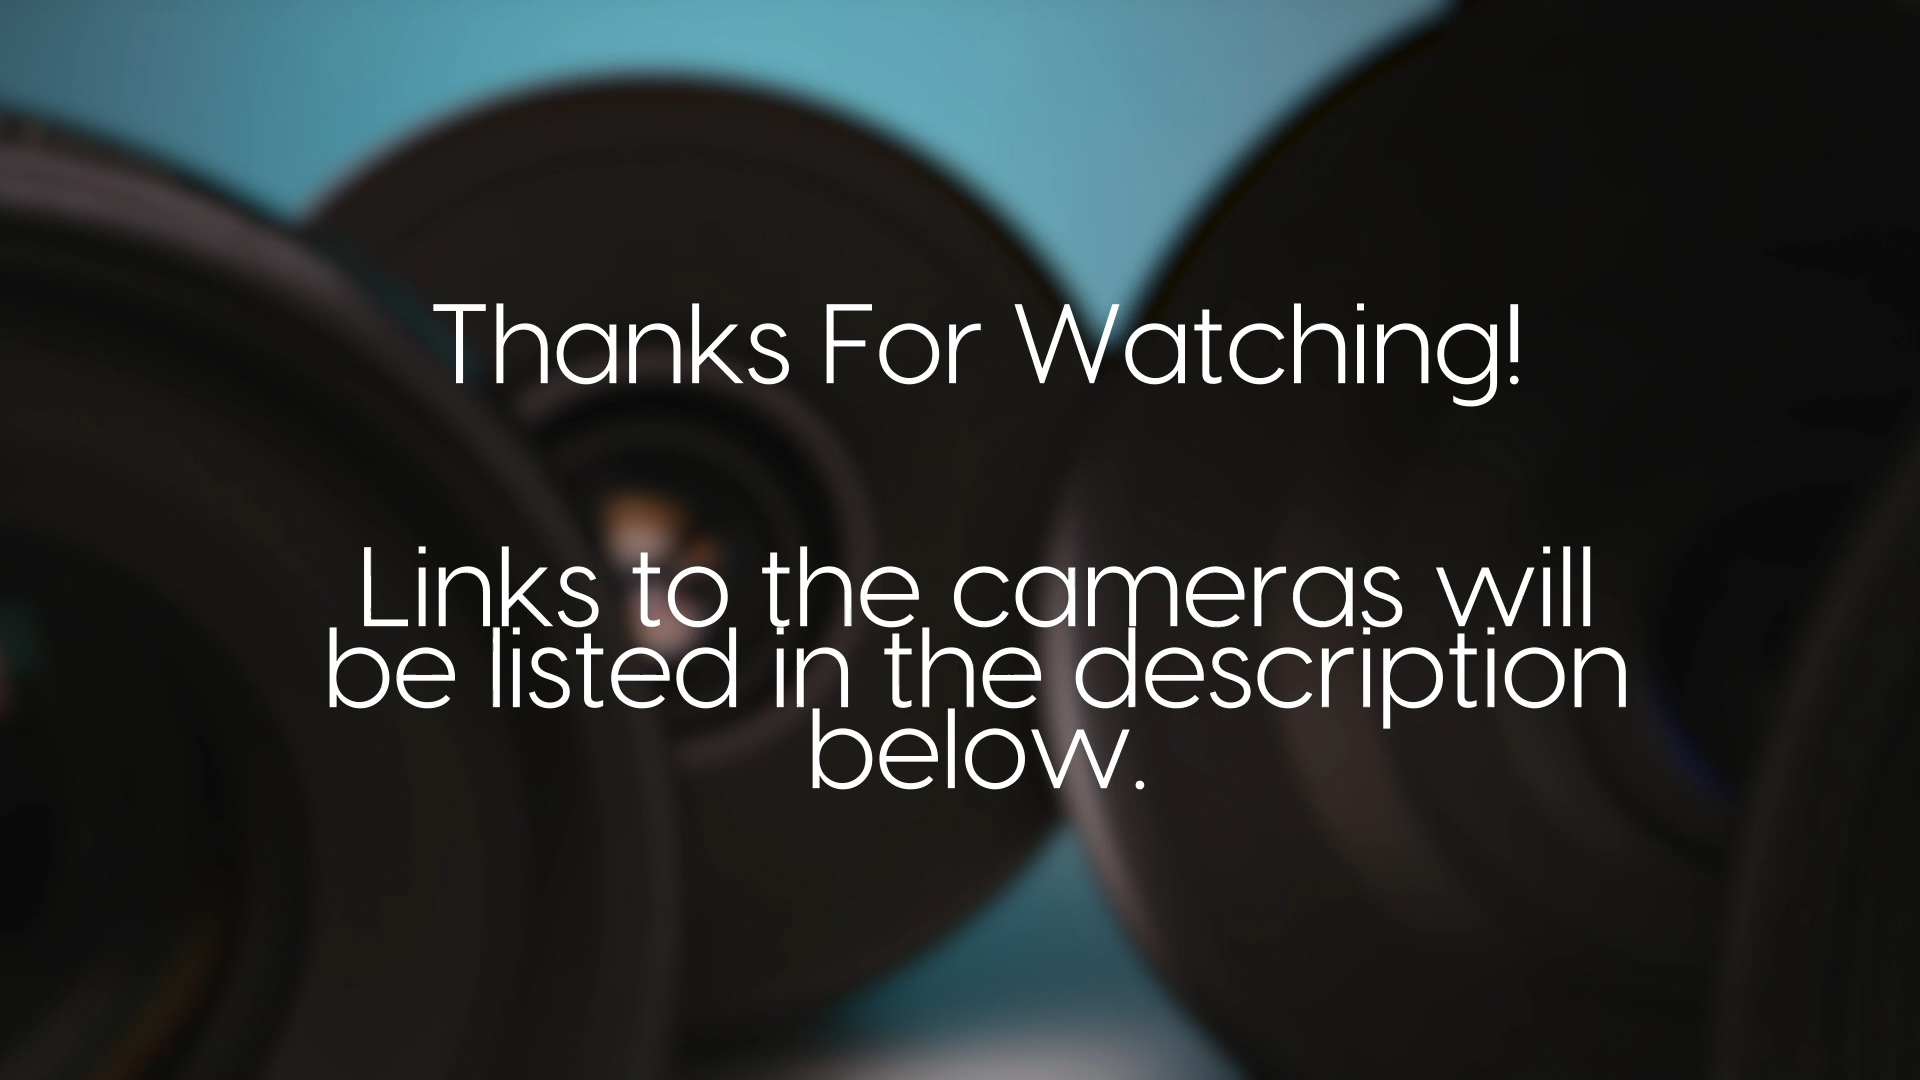 Thanks For Watching!
Links to the cameras will
be listed in the description
below.